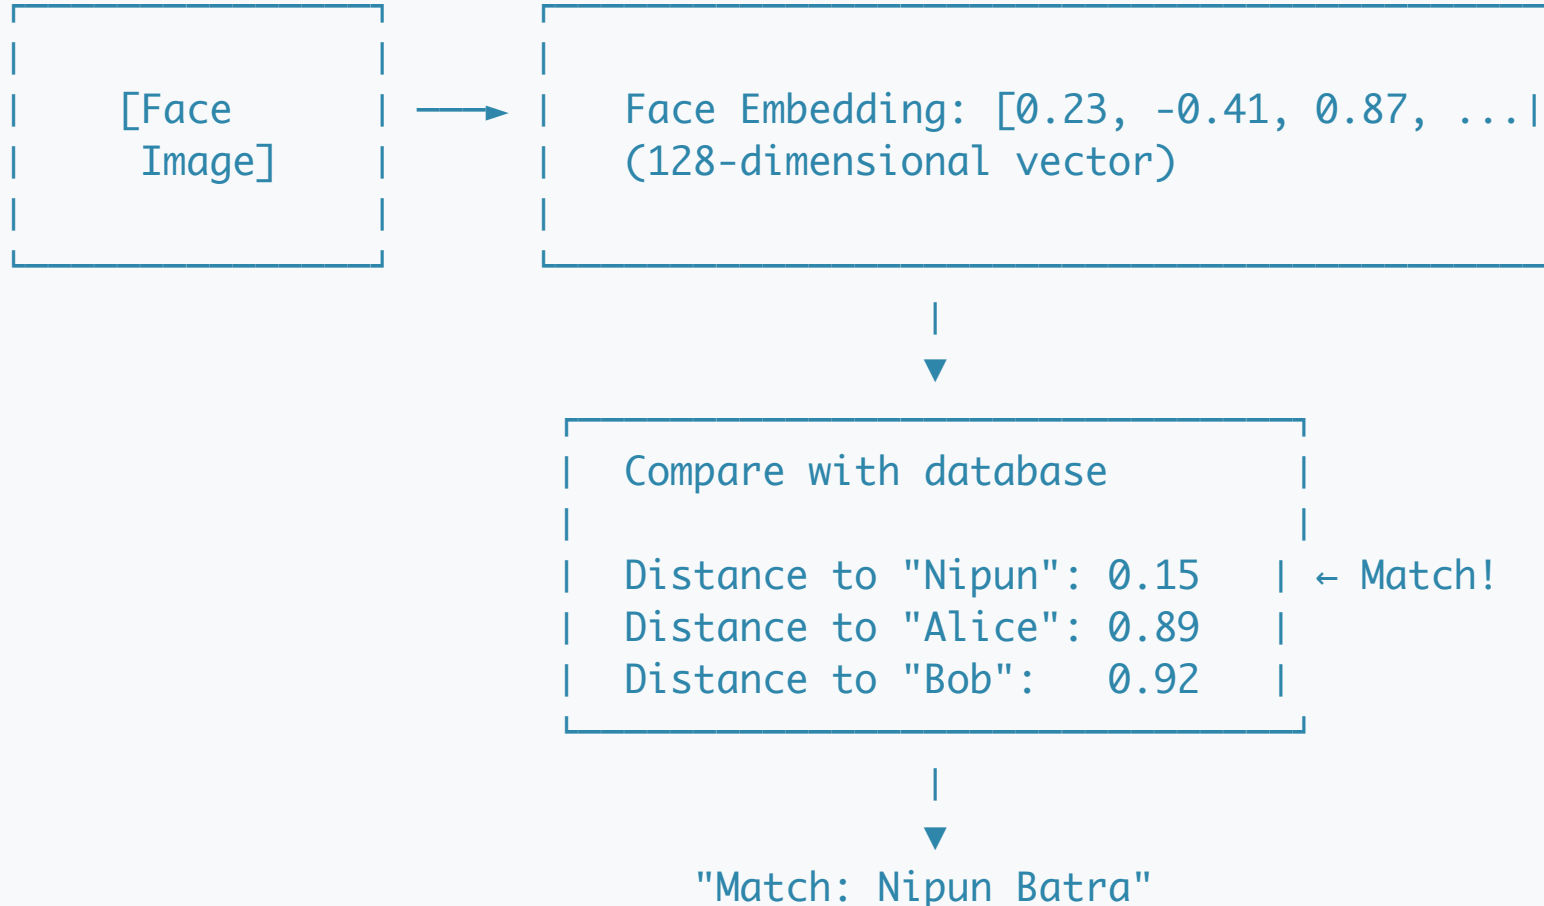 [Face
Image]
Face Embedding: [0.23, -0.41, 0.87, ...
(128-dimensional vector)
Compare with database
Distance to "Nipun": 0.15 ← Match!
Distance to "Alice": 0.89
Distance to "Bob": 0.92
"Match: Nipun Batra"